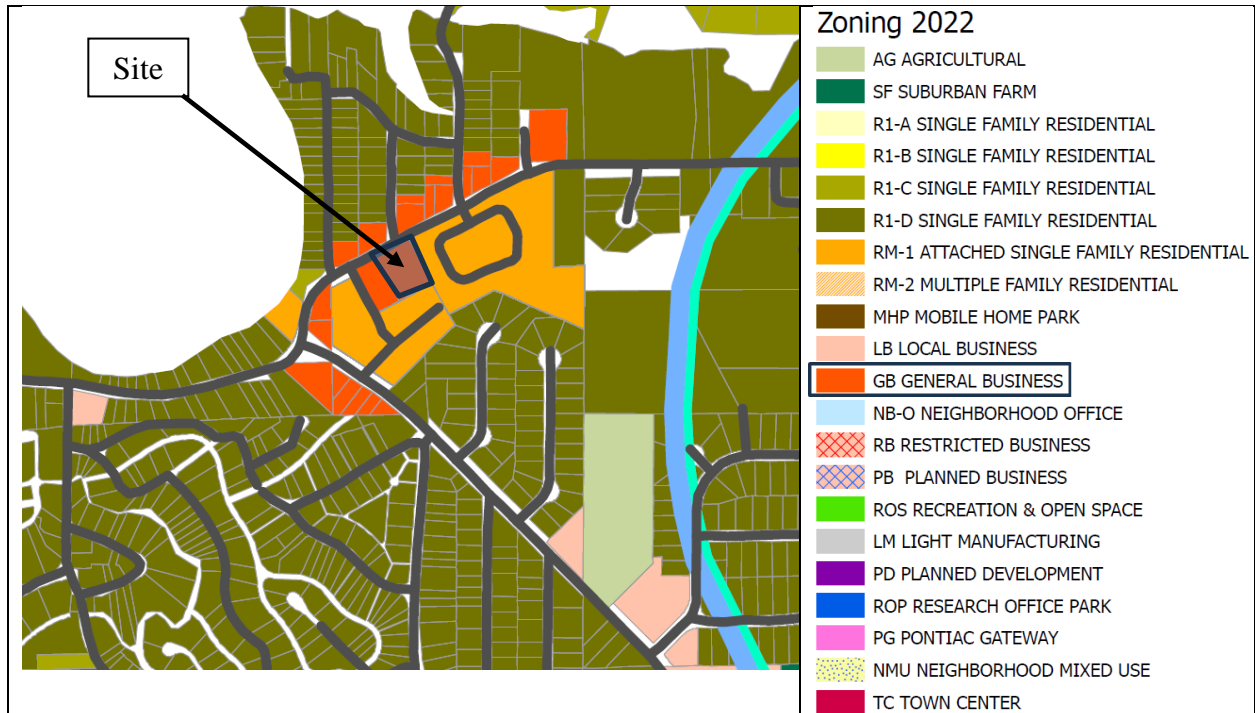 Site
Zoning 2022
AG AGRICULTURAL
SF SUBURBAN FARM
R1-A SINGLE FAMILY RESIDENTIAL
R1-B SINGLE FAMILY RESIDENTIAL
R1-C SINGLE FAMILY RESIDENTIAL
R1-D SINGLE FAMILY RESIDENTIAL
RM-1 ATTACHED SINGLE FAMILY RESIDENTIAL
RM-2 MULTIPLE FAMILY RESIDENTIAL
MHP MOBILE HOME PARK
LB LOCAL BUSINESS
GB GENERAL BUSINESS
NB-O NEIGHBORHOOD OFFICE
RB RESTRICTED BUSINESS
PB PLANNED BUSINESS
ROS RECREATION & OPEN SPACE
LM LIGHT MANUFACTURING
PD PLANNED DEVELOPMENT
ROP RESEARCH OFFICE PARK
PG PONTIAC GATEWAY
NMU NEIGHBORHOOD MIXED USE
TC TOWN CENTER